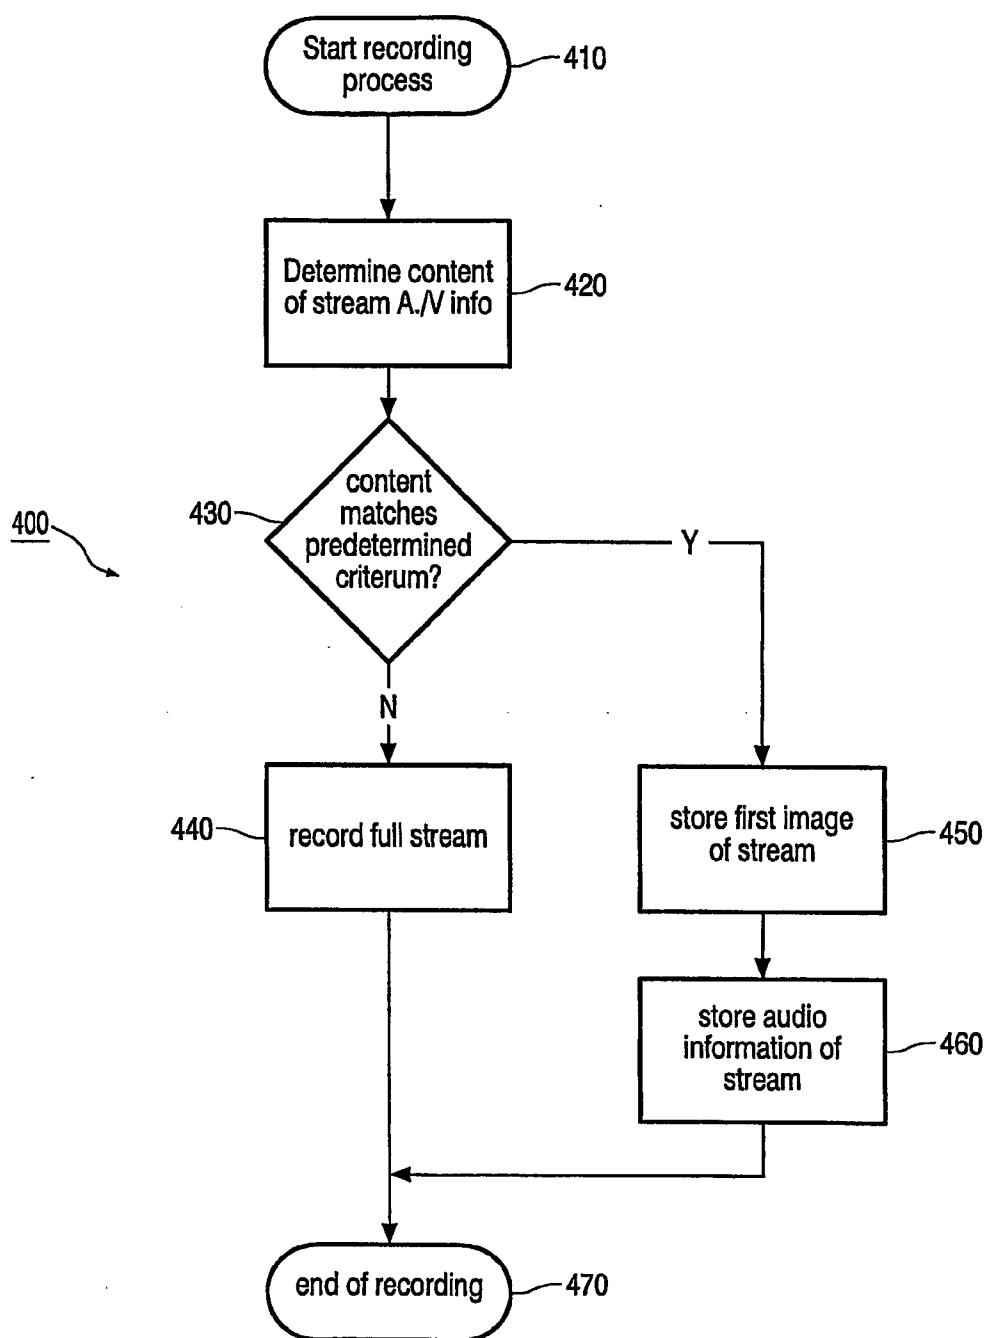 Start recording
process
410
Determine content
of stream A./V info
420
content
matches
predetermined
criterum?
430
400
Y
N
record full stream
440
store first image
of stream
450
store audio
information of
stream
460
end of recording
470